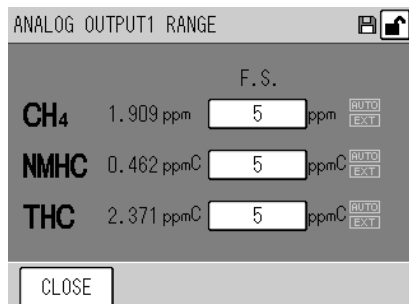 ANALOG OUTPUT1 RANGE
F.S.
CH₄ 1.909 ppm 5 ppm AUTO EXT
NMHC 0.462 ppmC 5 ppmC AUTO EXT
THC 2.371 ppmC 5 ppmC AUTO EXT
CLOSE